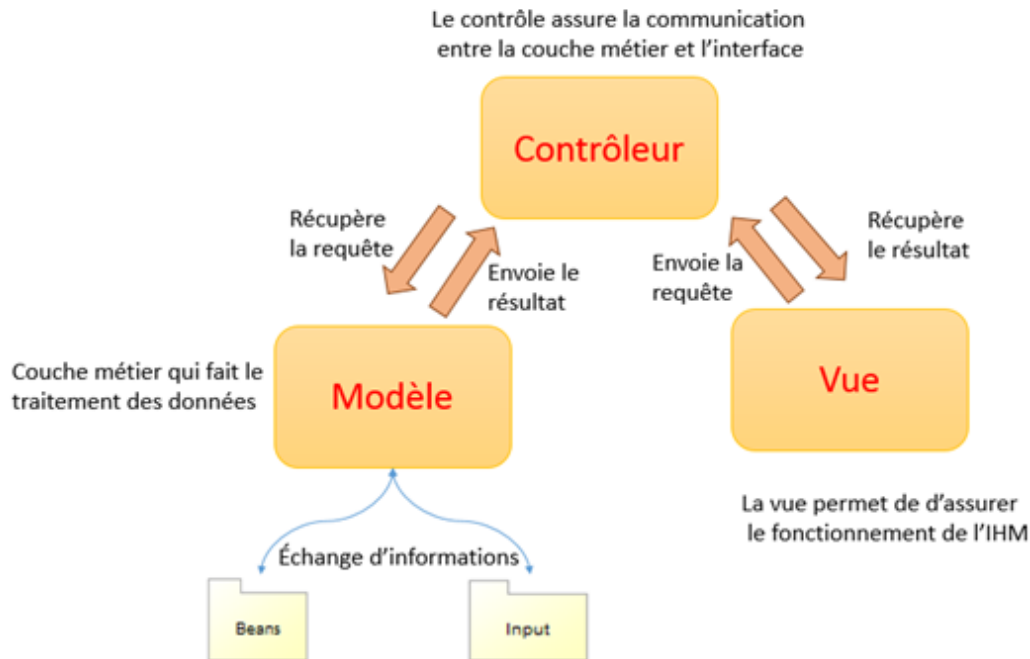 Le contrôle assure la communication
entre la couche métier et l'interface
Contrôleur
Récupère
la requête
Envoie le
résultat
Envoie la
requête
Récupère
le résultat
Couche métier qui fait le
traitement des données
Modèle
Vue
La vue permet de d'assurer
le fonctionnement de l'IHM
Échange d'informations
Beans
Input